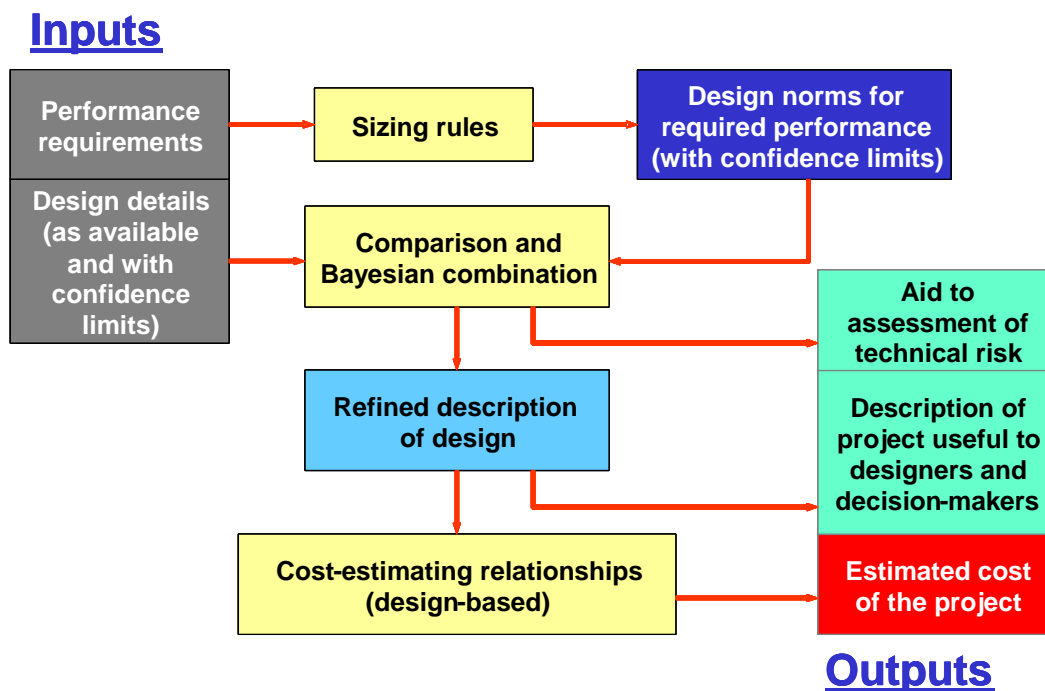 Inputs
Performance
requirements
Sizing rules
Design norms for
required performance
(with confidence limits)
Design details
(as available
and with
confidence
limits)
Comparison and
Bayesian combination
Aid to
assessment of
technical risk
Refined description
of design
Description of
project useful to
designers and
decision-makers
Cost-estimating relationships
(design-based)
Estimated cost
of the project
Outputs